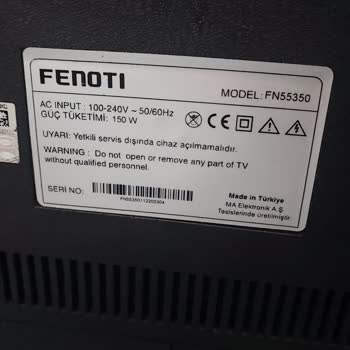 FENOTI
MODEL: FN55350
AC INPUT : 100-240V ~ 50/60Hz
GÜÇ TÜKETİMİ: 150 W
UYARI: Yetkili servis dışında cihaz açılmamalıdır.
WARNING : Do not open or remove any part of TV
without qualified personnel.
SERİ NO:
FN55350112200304
Made in Türkiye
MA Elektronik A.Ş
Tesislerinde üretilmiştir.